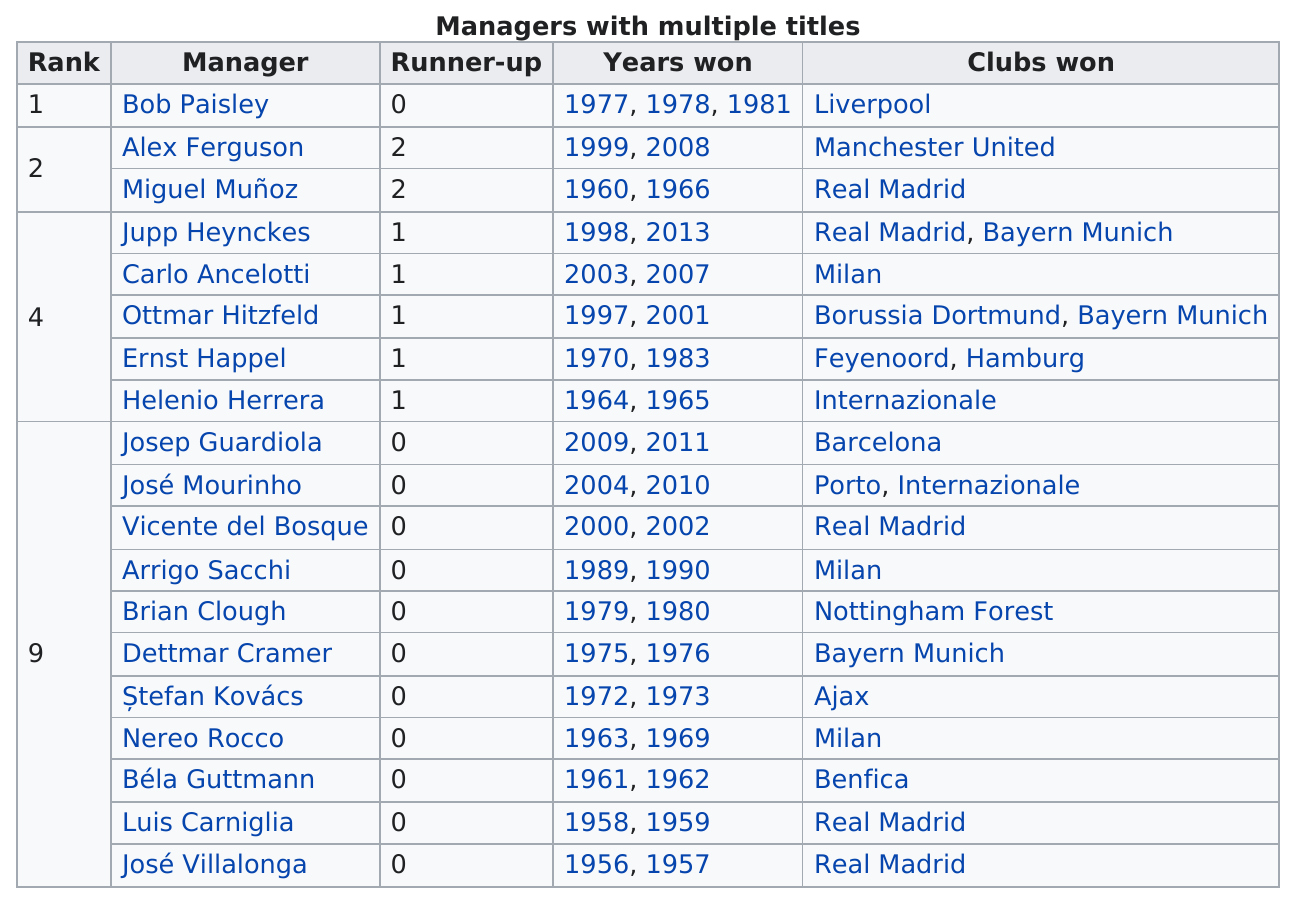 Managers with multiple titles
Rank Manager Runner-up Years won Clubs won
1 Bob Paisley 0 1977, 1978, 1981 Liverpool
2 Alex Ferguson 2 1999, 2008 Manchester United
Miguel Muñoz 2 1960, 1966 Real Madrid
4 Jupp Heynckes 1 1998, 2013 Real Madrid, Bayern Munich
Carlo Ancelotti 1 2003, 2007 Milan
Ottmar Hitzfeld 1 1997, 2001 Borussia Dortmund, Bayern Munich
Ernst Happel 1 1970, 1983 Feyenoord, Hamburg
Helenio Herrera 1 1964, 1965 Internazionale
9 Josep Guardiola 0 2009, 2011 Barcelona
José Mourinho 0 2004, 2010 Porto, Internazionale
Vicente del Bosque 0 2000, 2002 Real Madrid
Arrigo Sacchi 0 1989, 1990 Milan
Brian Clough 0 1979, 1980 Nottingham Forest
Dettmar Cramer 0 1975, 1976 Bayern Munich
Ștefan Kovács 0 1972, 1973 Ajax
Nereo Rocco 0 1963, 1969 Milan
Béla Guttmann 0 1961, 1962 Benfica
Luis Carniglia 0 1958, 1959 Real Madrid
José Villalonga 0 1956, 1957 Real Madrid